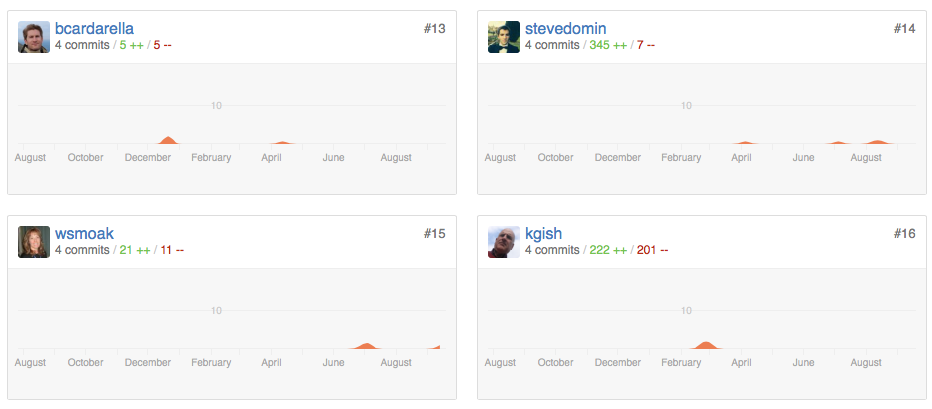 bcardarella #13
4 commits / 5 ++ / 5 --
10
August October December February April June August
stevedomin #14
4 commits / 345 ++ / 7 --
10
August October December February April June August
wsmoak #15
4 commits / 21 ++ / 11 --
10
August October December February April June August
kgish #16
4 commits / 222 ++ / 201 --
10
August October December February April June August